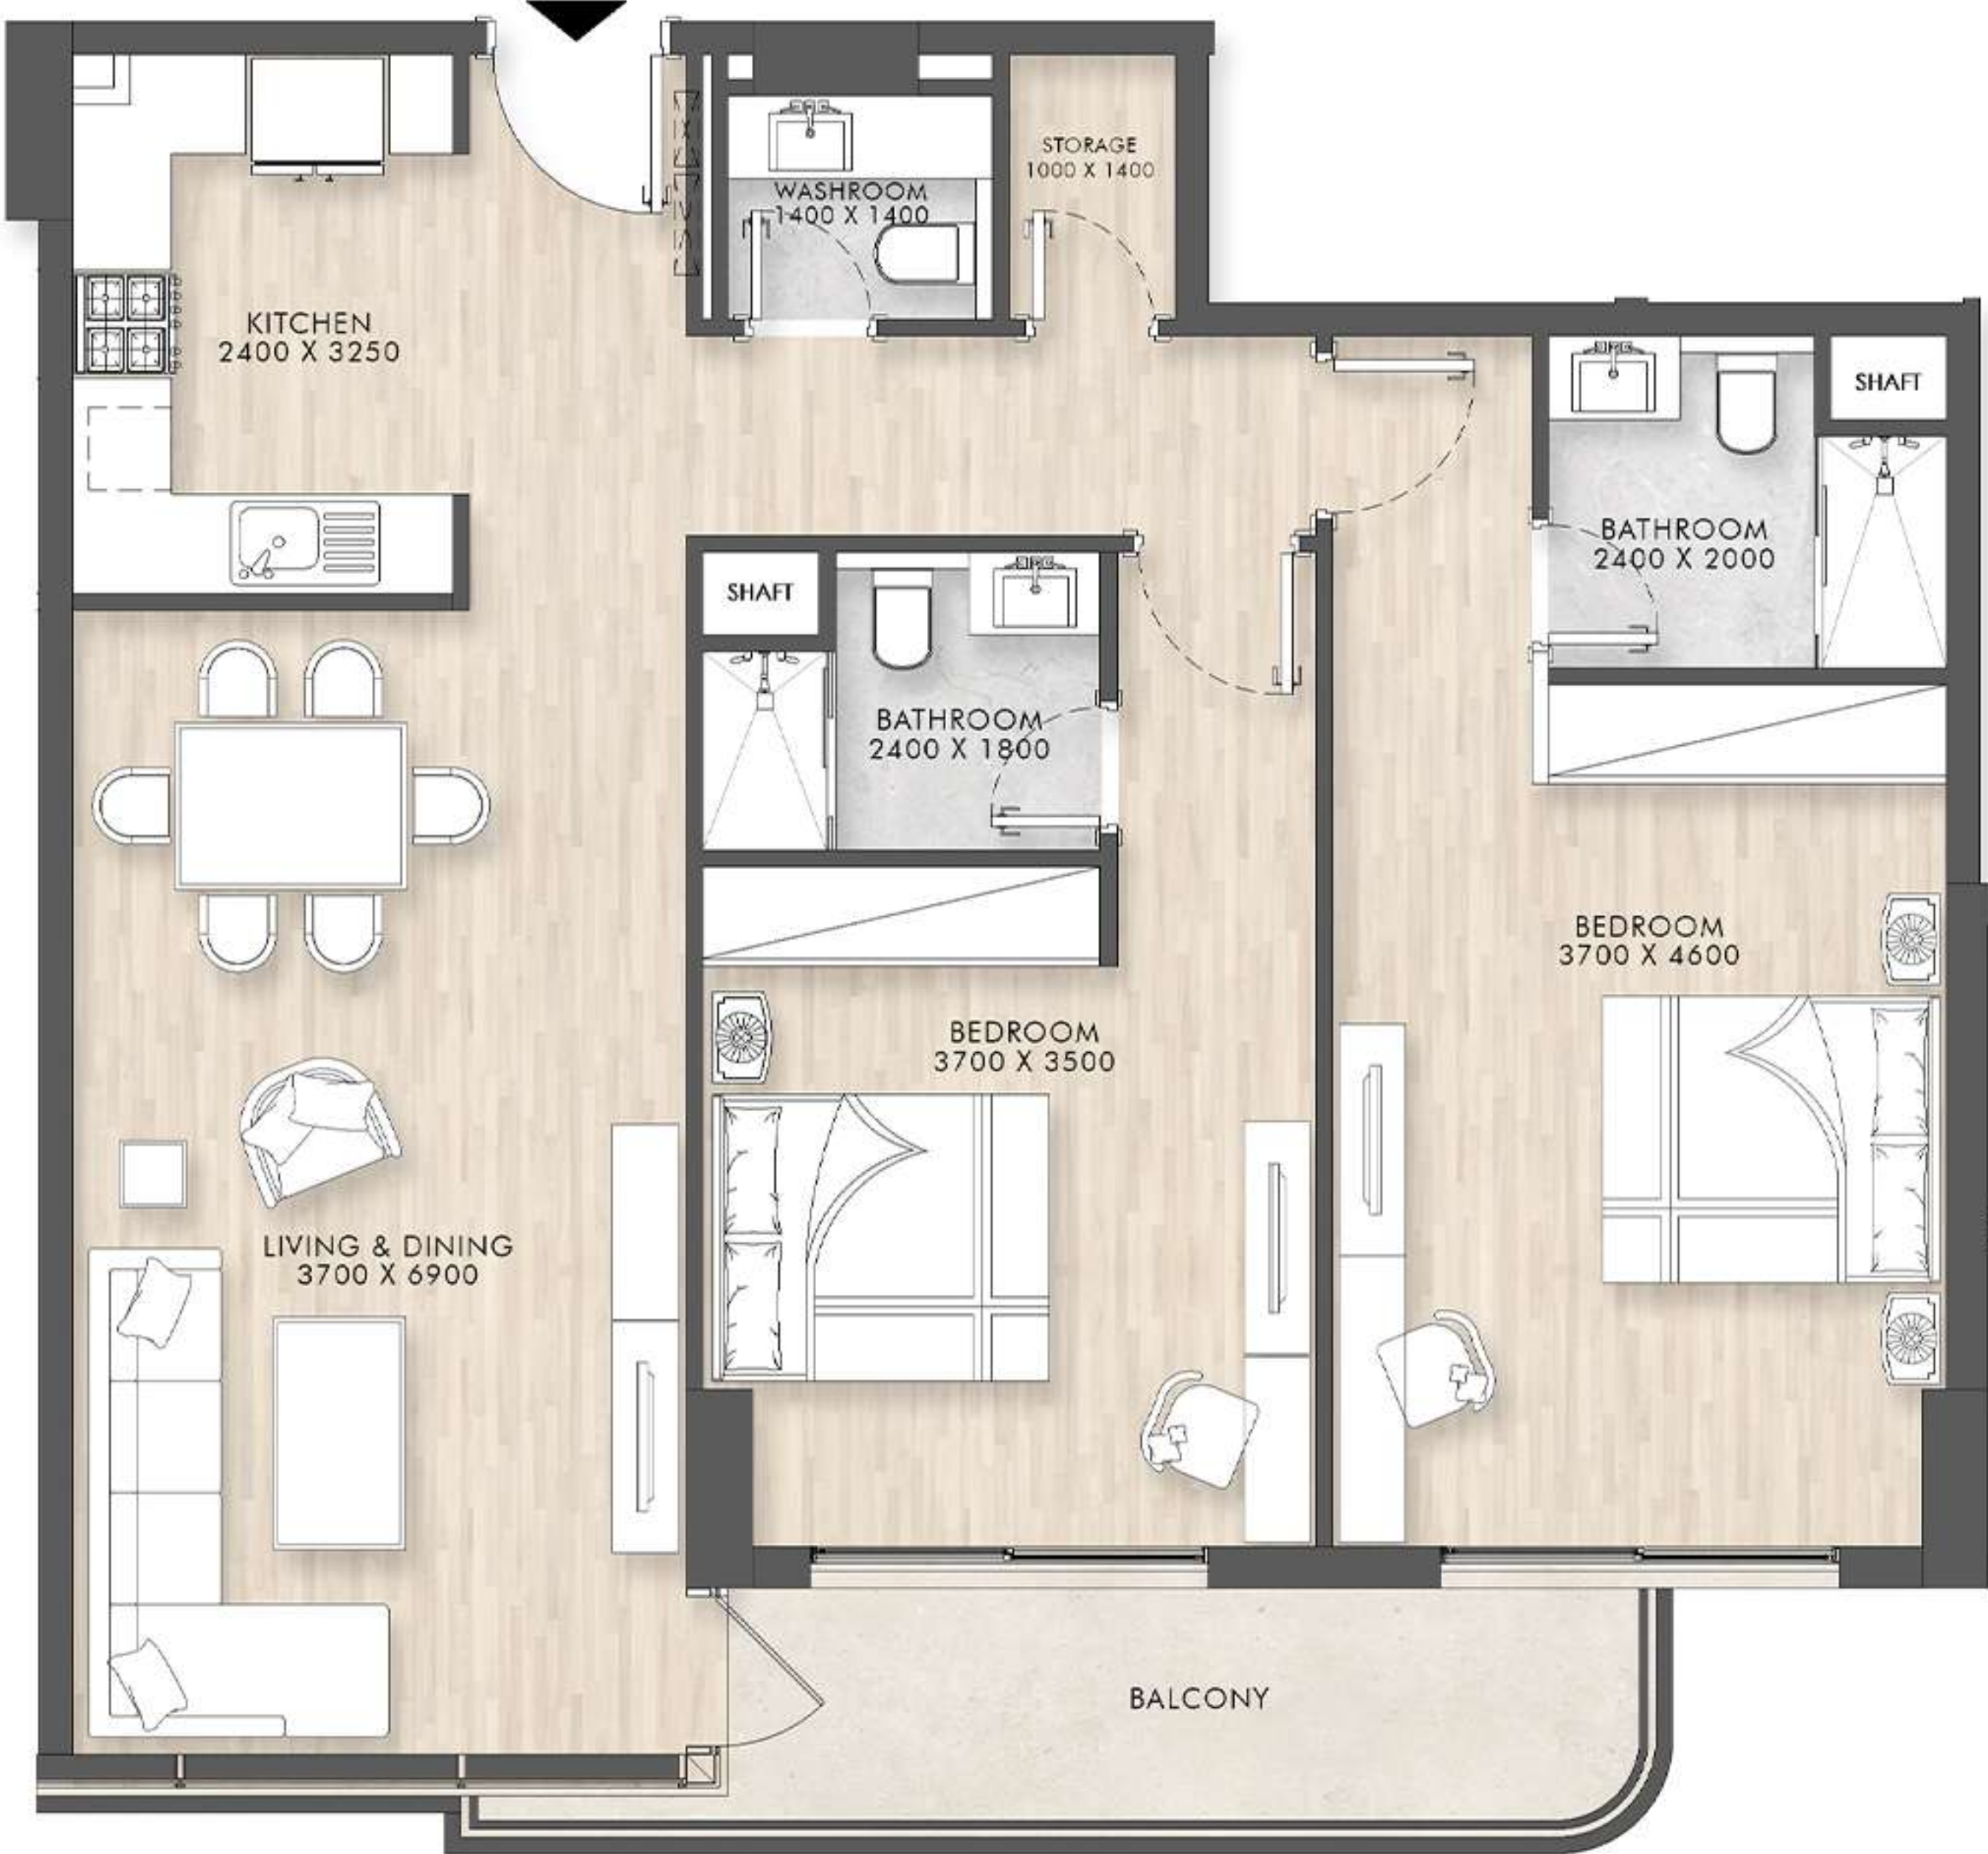 STORAGE
1000 X 1400
WASHROOM
1400 X 1400
KITCHEN
2400 X 3250
SHAFT
BATHROOM
2400 X 2000
SHAFT
BATHROOM
2400 X 1800
BEDROOM
3700 X 4600
BEDROOM
3700 X 3500
LIVING & DINING
3700 X 6900
BALCONY